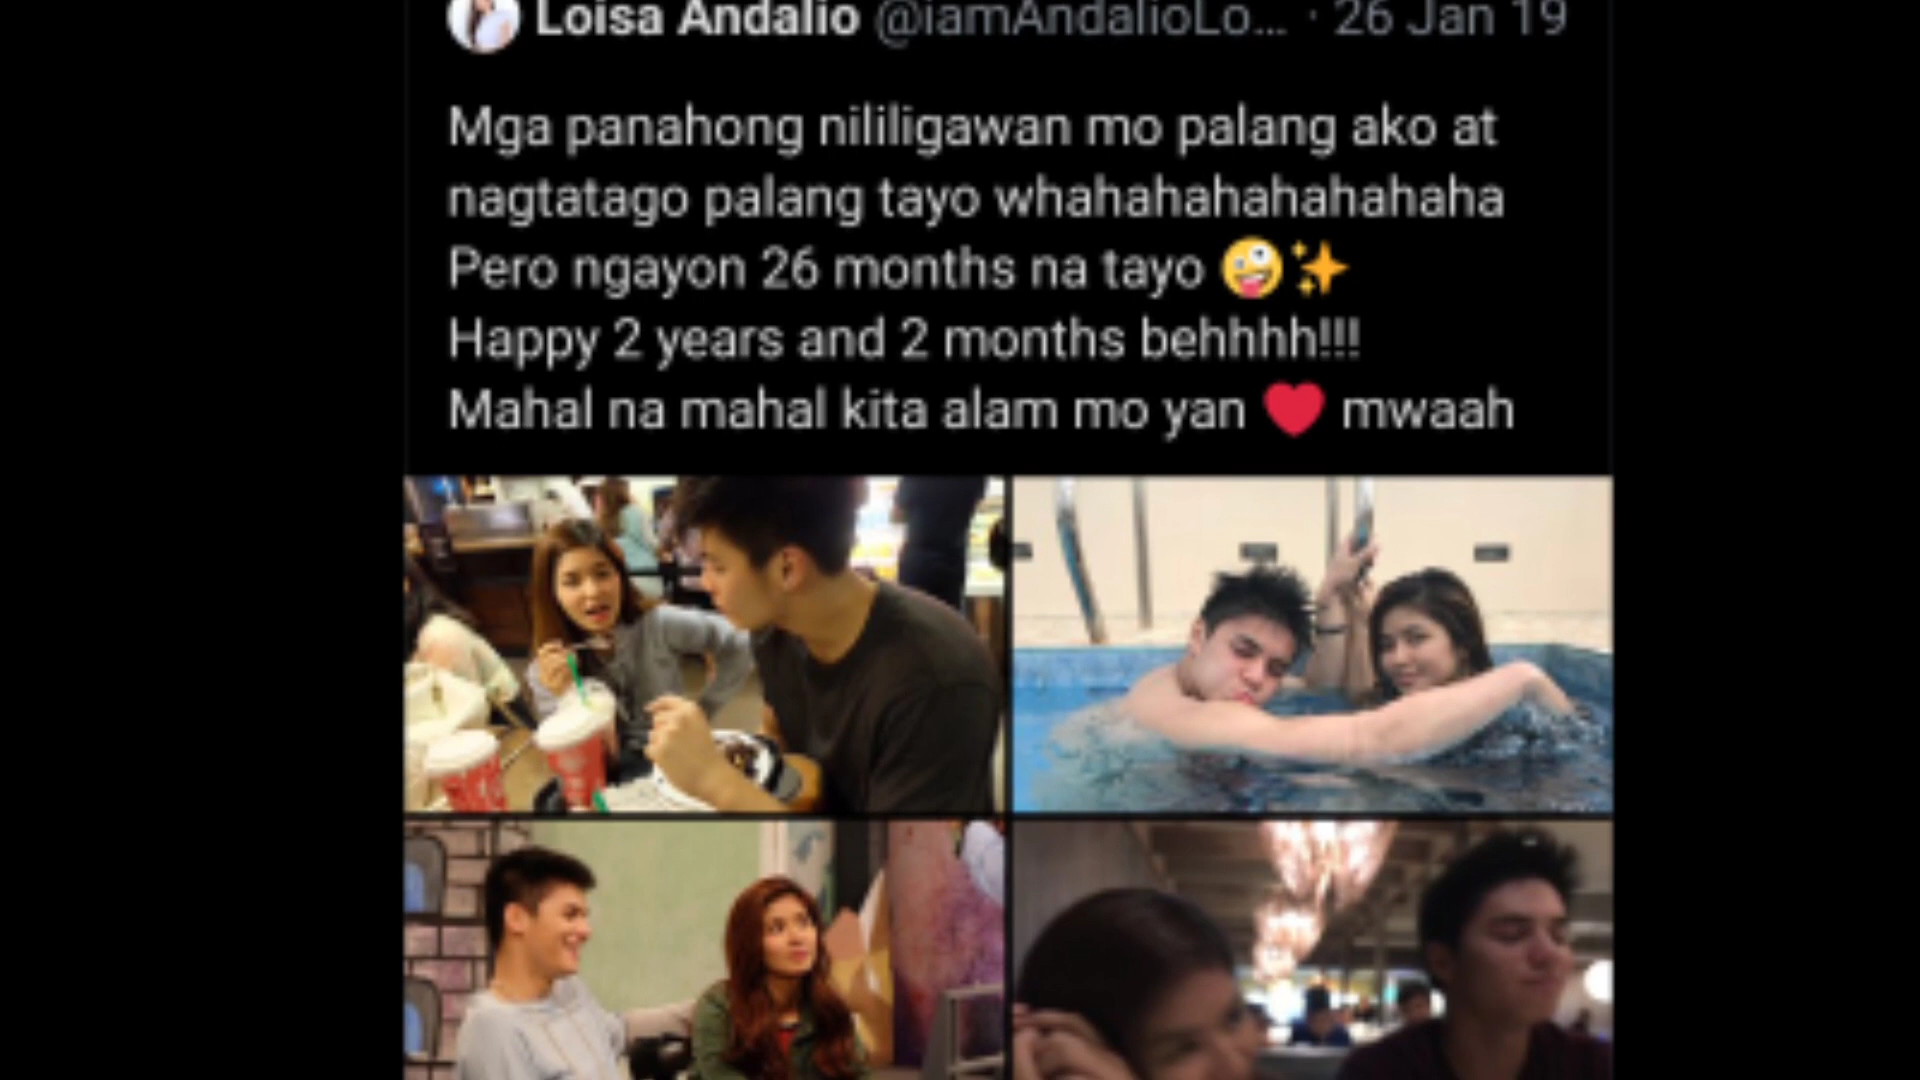 Loisa Andalio @iamAndalioLo... · 26 Jan 19
Mga panahong nililigawan mo palang ako at
nagtatago palang tayo whahahahahahahaha
Pero ngayon 26 months na tayo 🤪✨
Happy 2 years and 2 months behhhh!!!
Mahal na mahal kita alam mo yan ❤️ mwaah